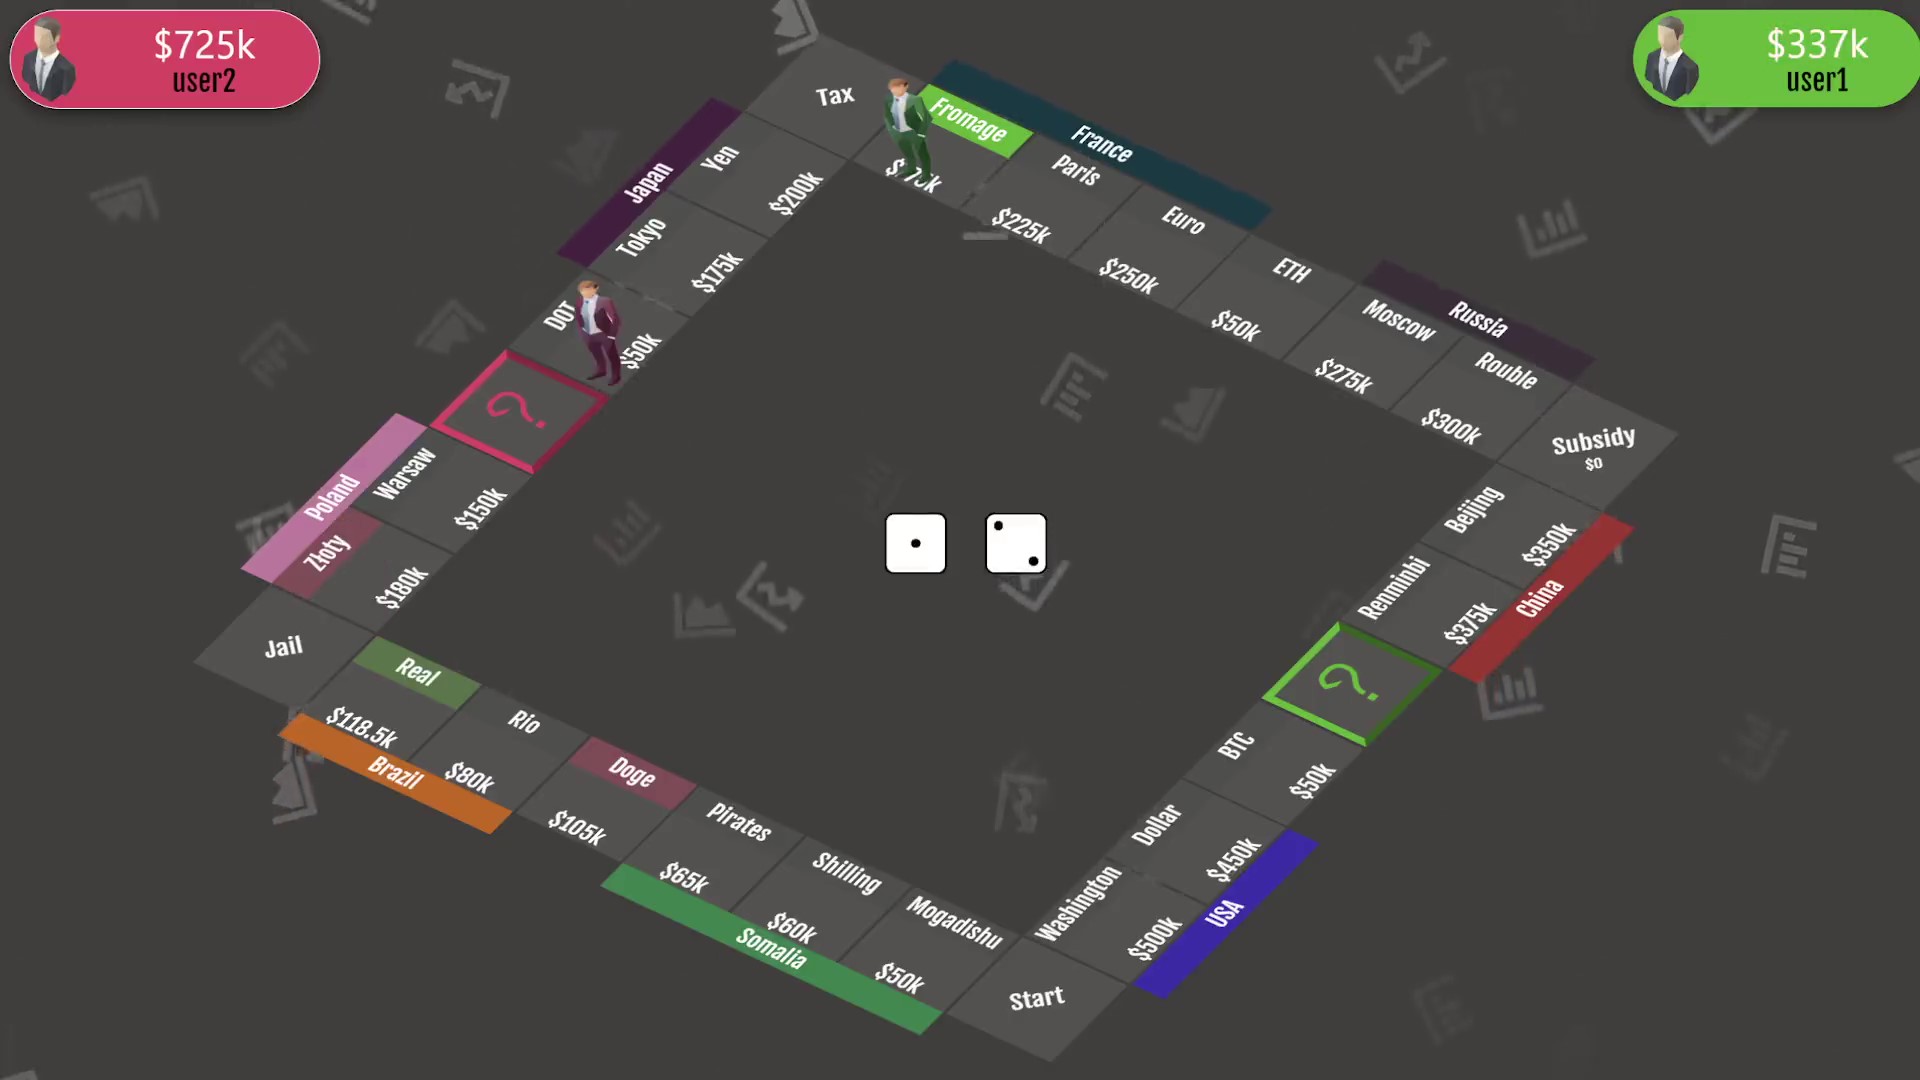 $725k
user2
$337k
user1
Tax
Fromage
France
Paris
$225k
Euro
$250k
ETH
$50k
Moscow
$275k
Russia
Rouble
$300k
Subsidy
$0
Japan
Yen
$200k
Tokyo
$175k
DOT
$50k
?
Poland
Warsaw
$150k
Złoty
$180k
Jail
Real
$118.5k
Brazil
Rio
$80k
Doge
$105k
Pirates
$65k
Shilling
$60k
Somalia
Mogadishu
$50k
Start
Washington
$500k
USA
Dollar
$450k
BTC
$50k
?
Renminbi
$375k
China
Beijing
$350k